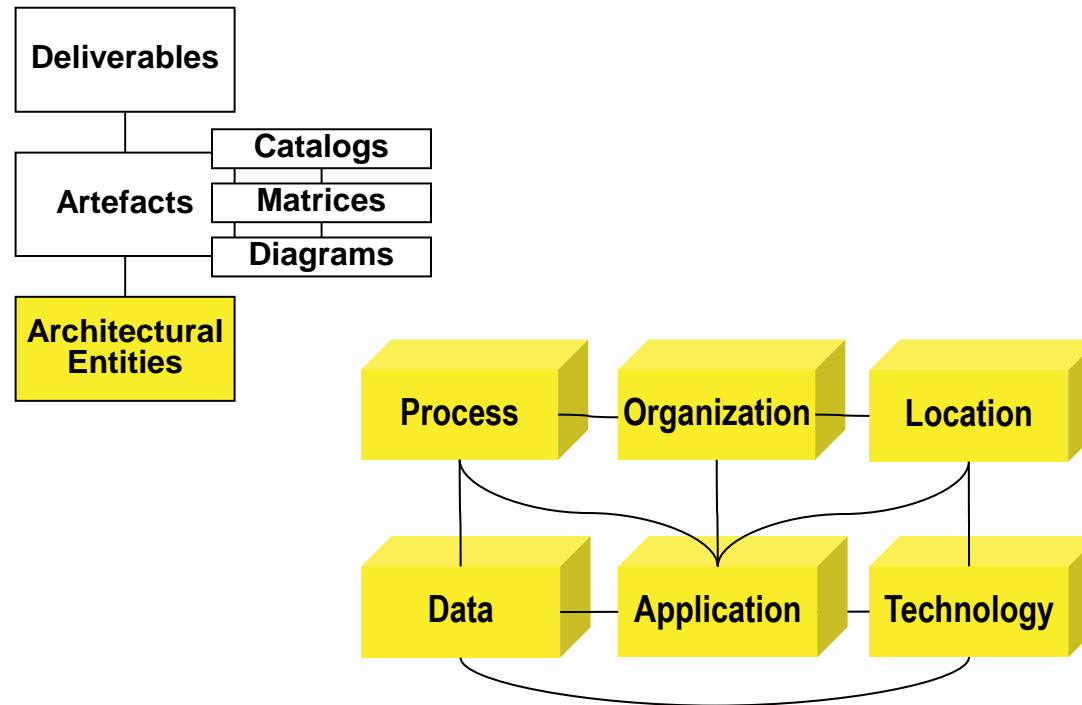 Deliverables
Catalogs
Artefacts
Matrices
Diagrams
Architectural
Entities
Process
Organization
Location
Data
Application
Technology